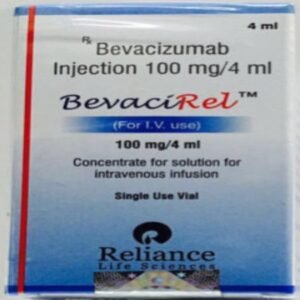 4 ml
Rx Bevacizumab
Injection 100 mg/4 ml
BevaciRel™
(For I.V. use)
100 mg/4 ml
Concentrate for solution for
intravenous infusion
Single Use Vial
Reliance
Life Sciences